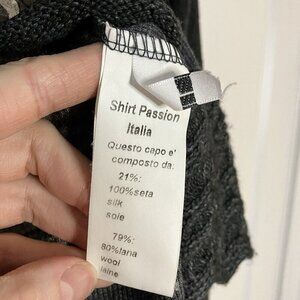 Shirt Passion
Italia
Questo capo e'
composto da:
21%:
100%seta
silk
soie
79%:
80%lana
wool
laine